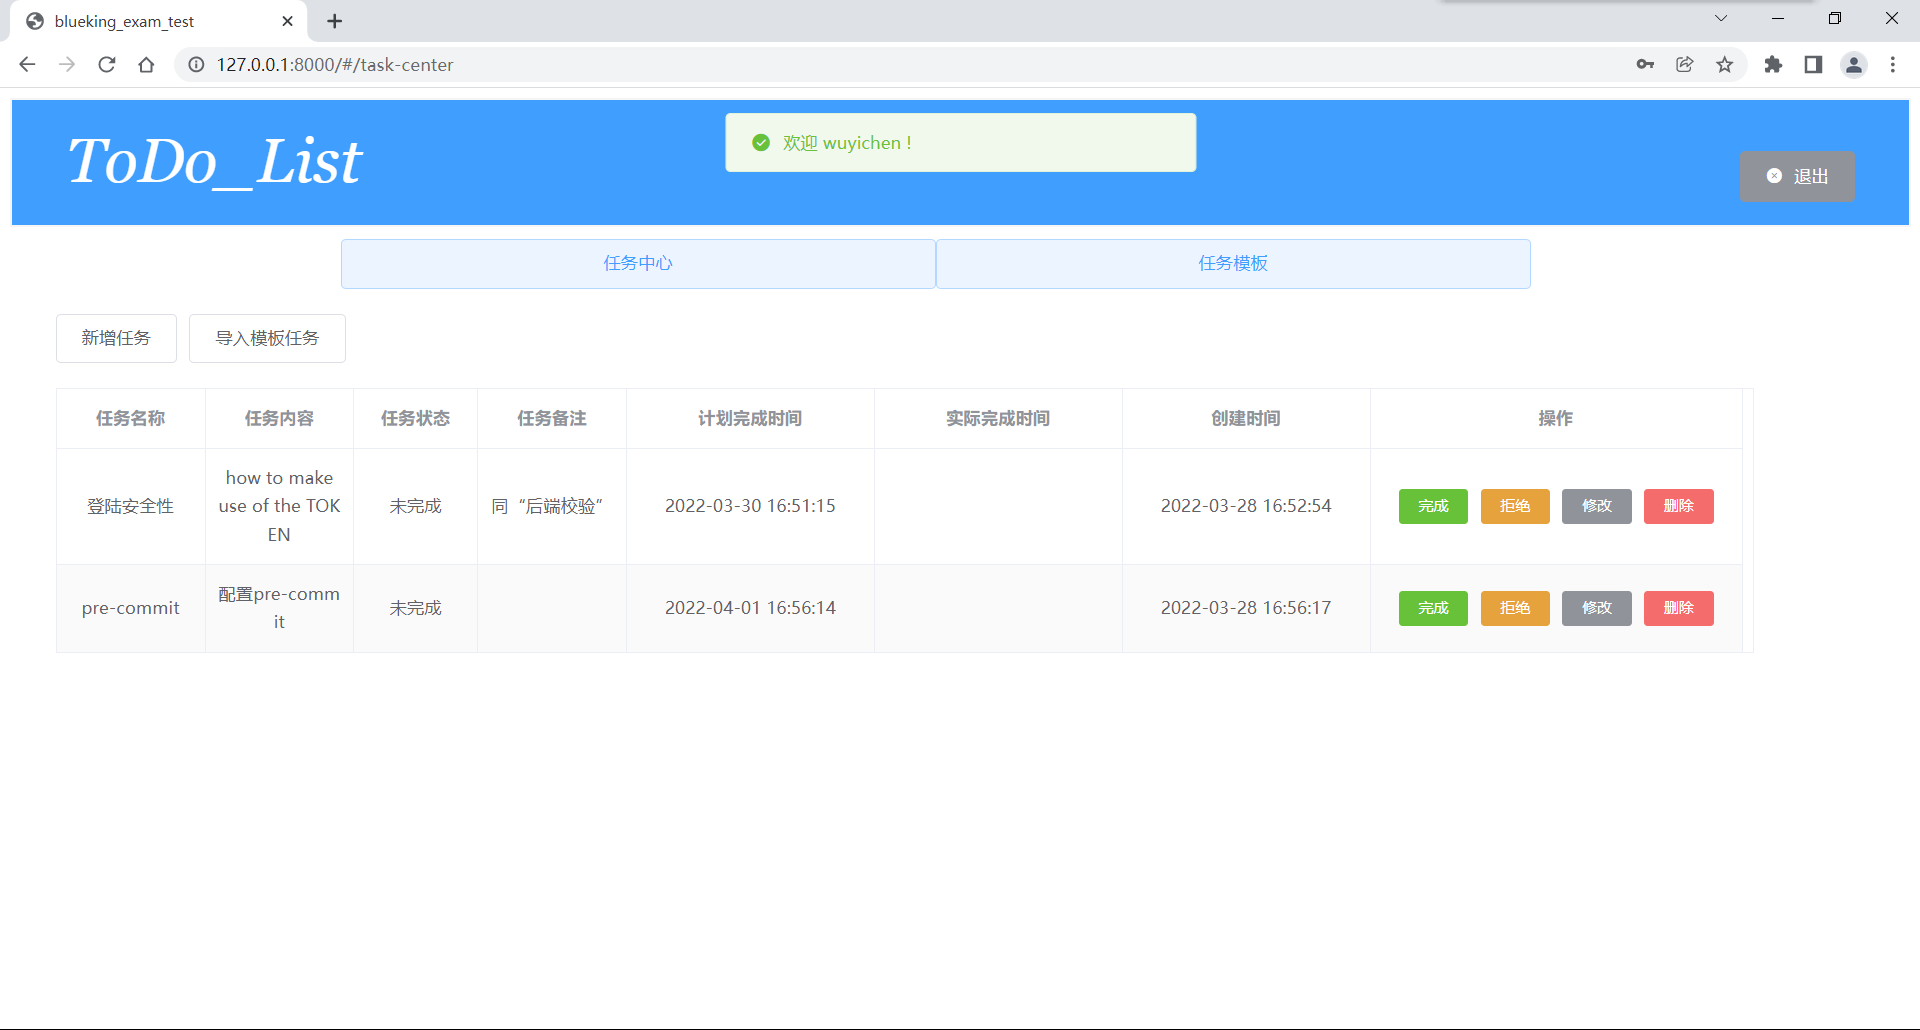 blueking_exam_test
127.0.0.1:8000/#/task-center
ToDo_List
欢迎 wuyichen !
退出
任务中心 任务模板
新增任务 导入模板任务
任务名称 任务内容 任务状态 任务备注 计划完成时间 实际完成时间 创建时间 操作
how to make
登陆安全性 use of the TOK 未完成 同“后端校验” 2022-03-30 16:51:15 2022-03-28 16:52:54 完成 拒绝 修改 删除
EN
配置pre-comm
pre-commit 未完成 2022-04-01 16:56:14 2022-03-28 16:56:17 完成 拒绝 修改 删除
it